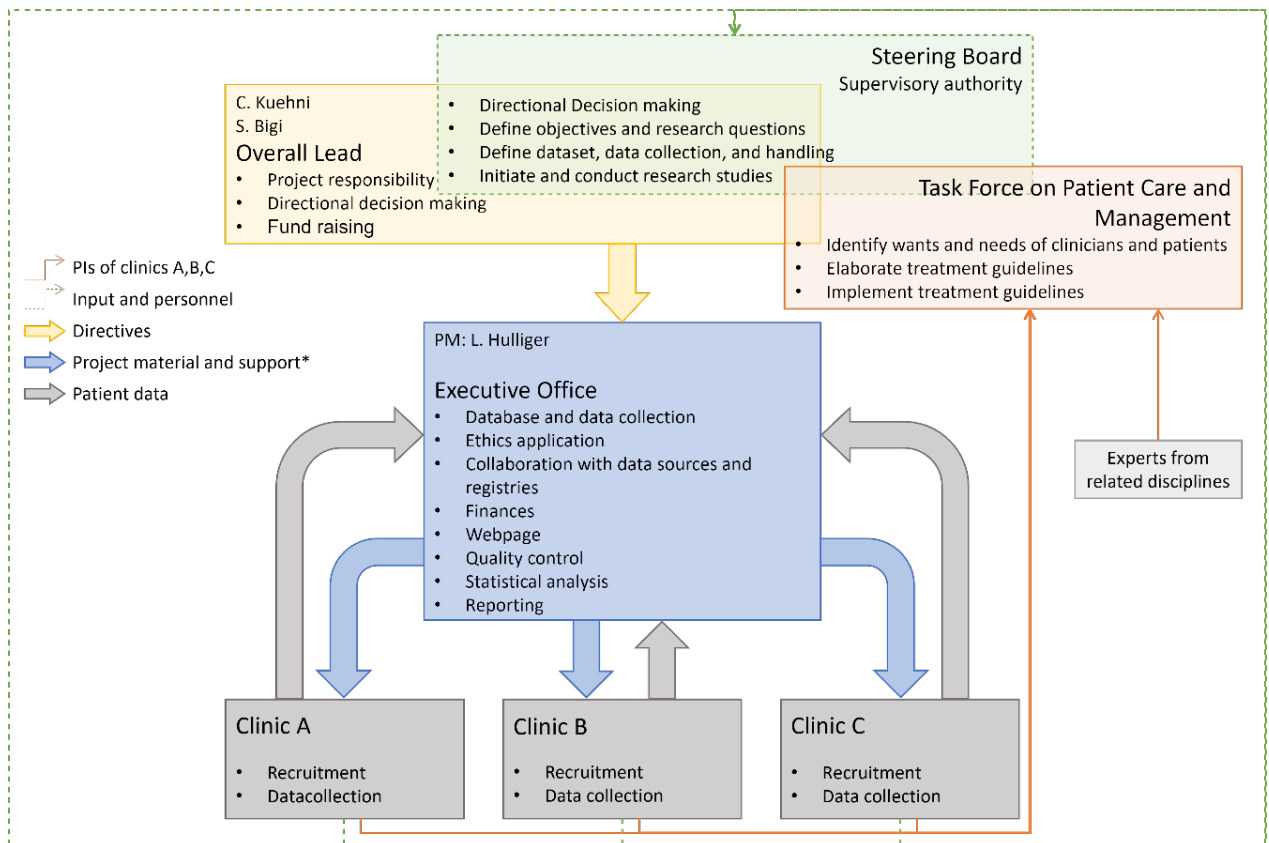 Steering Board
Supervisory authority
C. Kuehni
S. Bigi
Overall Lead
• Project responsibility
• Directional decision making
• Fund raising
• Directional Decision making
• Define objectives and research questions
• Define dataset, data collection, and handling
• Initiate and conduct research studies
Task Force on Patient Care and
Management
• Identify wants and needs of clinicians and patients
• Elaborate treatment guidelines
• Implement treatment guidelines
PIs of clinics A,B,C
Input and personnel
Directives
Project material and support*
Patient data
PM: L. Hulliger
Executive Office
• Database and data collection
• Ethics application
• Collaboration with data sources and
registries
• Finances
• Webpage
• Quality control
• Statistical analysis
• Reporting
Experts from
related disciplines
Clinic A
• Recruitment
• Datacollection
Clinic B
• Recruitment
• Data collection
Clinic C
• Recruitment
• Data collection